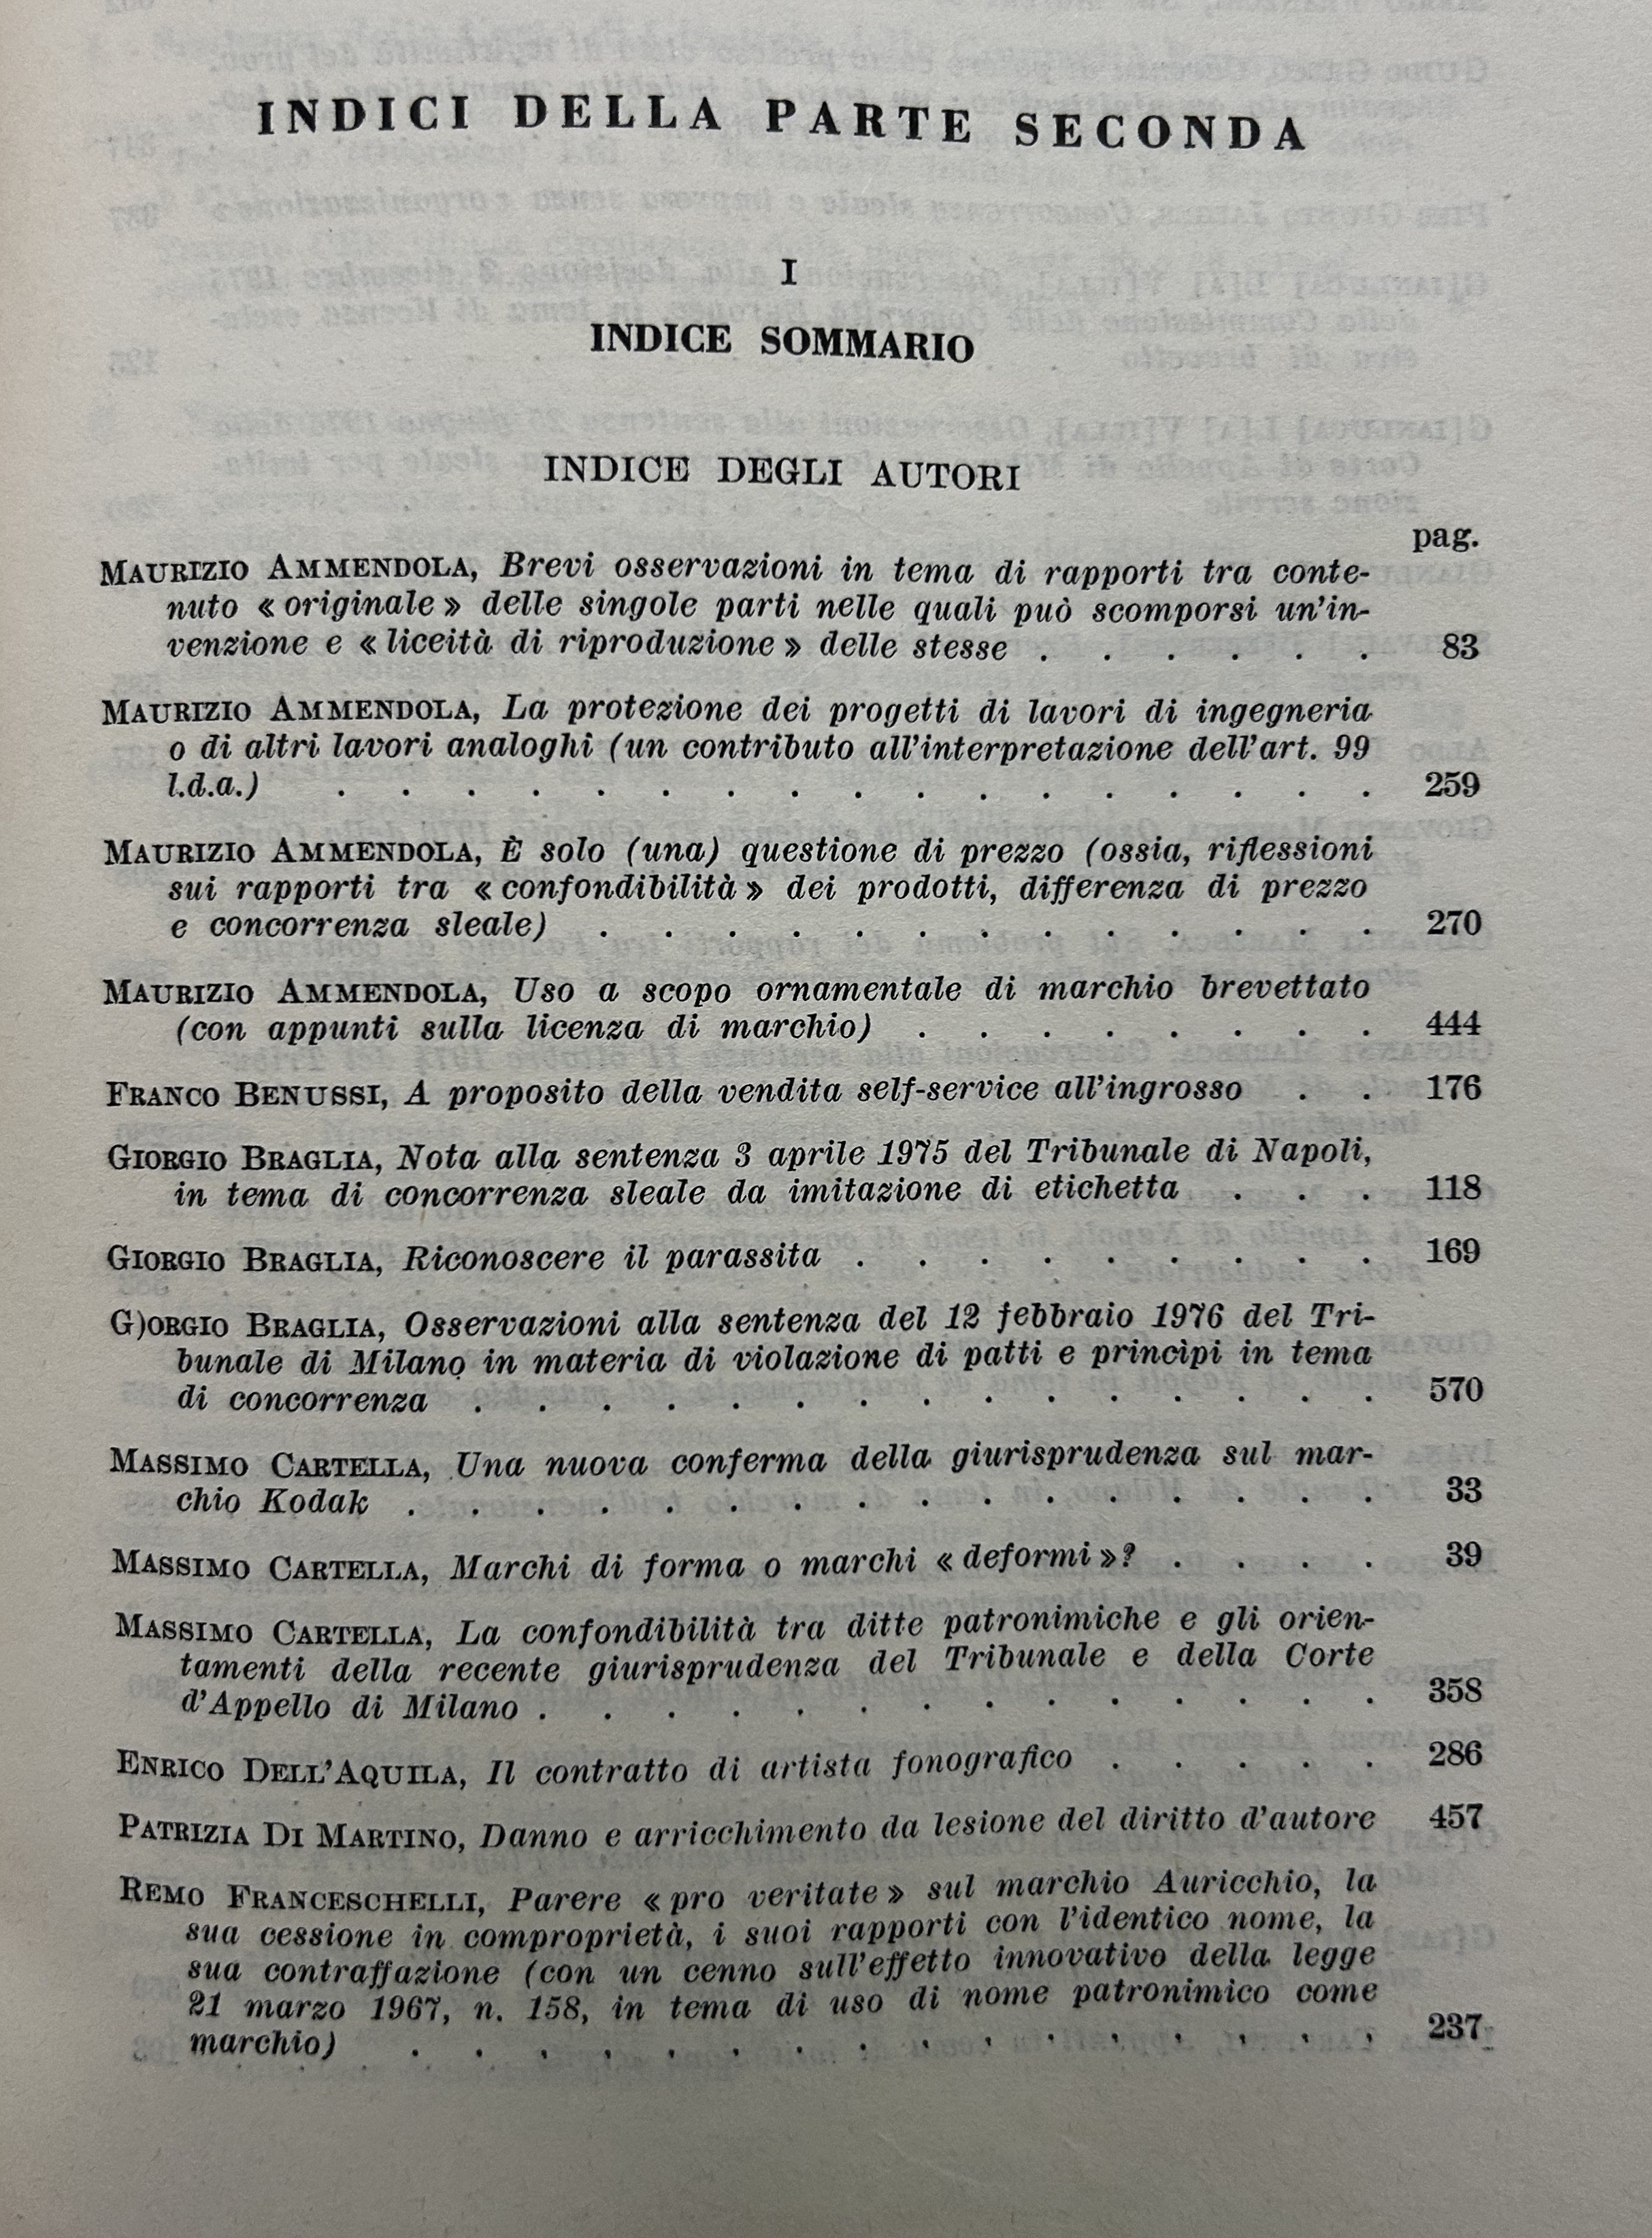 INDICI DELLA PARTE SECONDA
I
INDICE SOMMARIO
INDICE DEGLI AUTORI
pag.
MAURIZIO AMMENDOLA, Brevi osservazioni in tema di rapporti tra conte-
nuto « originale » delle singole parti nelle quali può scomporsi un'in-
venzione e « liceità di riproduzione » delle stesse . . . . . . 83
MAURIZIO AMMENDOLA, La protezione dei progetti di lavori di ingegneria
o di altri lavori analoghi (un contributo all'interpretazione dell'art. 99
l.d.a.) . . . . . . . . . . . . . . . . . 259
MAURIZIO AMMENDOLA, È solo (una) questione di prezzo (ossia, riflessioni
sui rapporti tra « confondibilità » dei prodotti, differenza di prezzo
e concorrenza sleale) . . . . . . . . . . . . . 270
MAURIZIO AMMENDOLA, Uso a scopo ornamentale di marchio brevettato
(con appunti sulla licenza di marchio) . . . . . . . . 444
FRANCO BENUSSI, A proposito della vendita self-service all'ingrosso . . 176
GIORGIO BRAGLIA, Nota alla sentenza 3 aprile 1975 del Tribunale di Napoli,
in tema di concorrenza sleale da imitazione di etichetta . . . 118
GIORGIO BRAGLIA, Riconoscere il parassita . . . . . . . . . 169
G)ORGIO BRAGLIA, Osservazioni alla sentenza del 12 febbraio 1976 del Tri-
bunale di Milano in materia di violazione di patti e princìpi in tema
di concorrenza . . . . . . . . . . . . . . . 570
MASSIMO CARTELLA, Una nuova conferma della giurisprudenza sul mar-
chio Kodak . . . . . . . . . . . . . . . . 33
MASSIMO CARTELLA, Marchi di forma o marchi « deformi »? . . . . 39
MASSIMO CARTELLA, La confondibilità tra ditte patronimiche e gli orien-
tamenti della recente giurisprudenza del Tribunale e della Corte
d'Appello di Milano . . . . . . . . . . . . . . 358
ENRICO DELL'AQUILA, Il contratto di artista fonografico . . . . . 286
PATRIZIA DI MARTINO, Danno e arricchimento da lesione del diritto d'autore 457
REMO FRANCESCHELLI, Parere « pro veritate » sul marchio Auricchio, la
sua cessione in comproprietà, i suoi rapporti con l'identico nome, la
sua contraffazione (con un cenno sull'effetto innovativo della legge
21 marzo 1967, n. 158, in tema di uso di nome patronimico come
marchio) . . . . . . . . . . . . . . . . 237